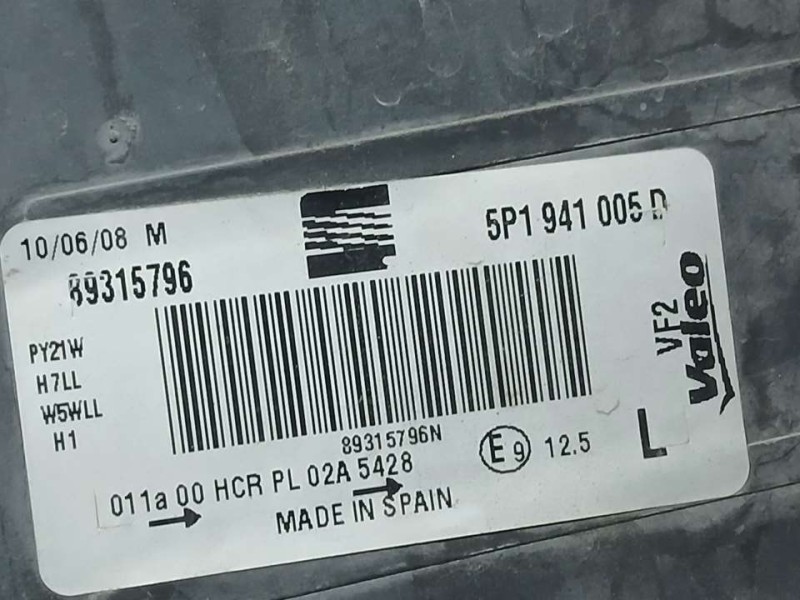 10/06/08 M
5P1 941 005 D
89315796
PY21W
H7LL
W5WLL
H1
89315796N
VF2
Valeo
E9 12.5
L
011a 00 HCR PL 02A 5428
MADE IN SPAIN